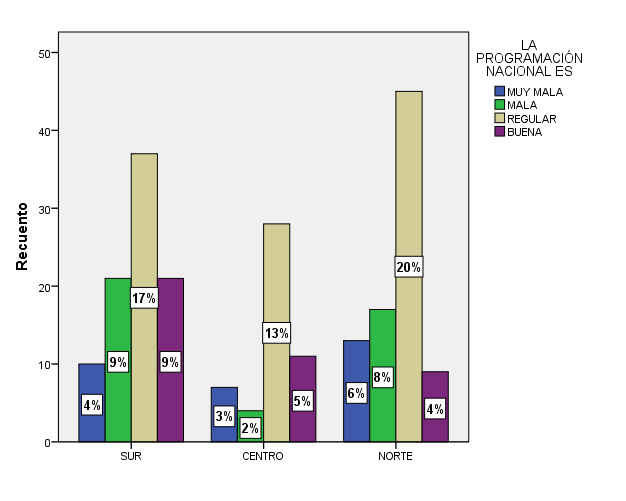 LA
PROGRAMACIÓN
NACIONAL ES
MUY MALA
MALA
REGULAR
BUENA
Recuento
50
40
30
20
10
0
4%
9%
17%
9%
3%
2%
13%
5%
6%
8%
20%
4%
SUR
CENTRO
NORTE